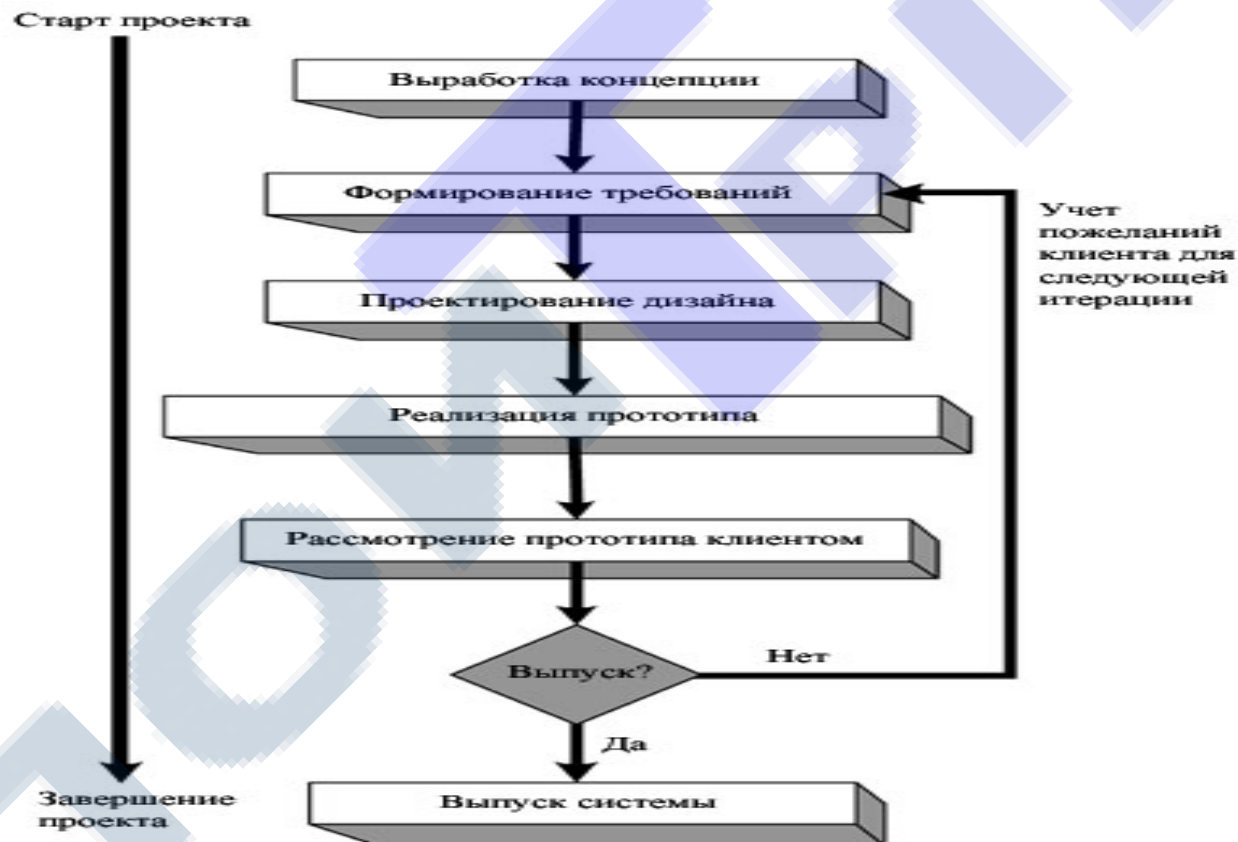 Старт проекта
Выработка концепции
Формирование требований
Учет
пожеланий
клиента для
следующей
итерации
Проектирование дизайна
Реализация прототипа
Рассмотрение прототипа клиентом
Выпуск?
Нет
Да
Завершение
проекта
Выпуск системы